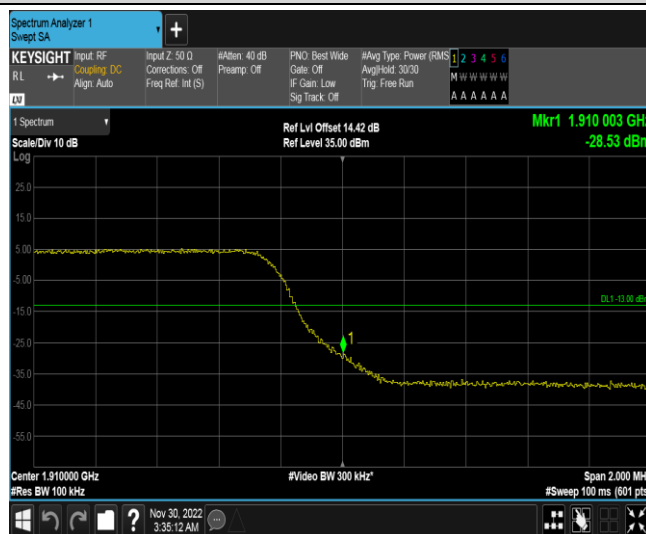 Spectrum Analyzer 1
Swept SA
+
KEYSIGHT
RL
LXI
Input: RF
Coupling: DC
Align: Auto
Input Z: 50 Ω
Corrections: Off
Freq Ref: Int (S)
#Atten: 40 dB
Preamp: Off
PNO: Best Wide
Gate: Off
IF Gain: Low
Sig Track: Off
#Avg Type: Power (RMS
Avg|Hold: 30/30
Trig: Free Run
1 2 3 4 5 6
M W W W W W
A A A A A A
1 Spectrum
Scale/Div 10 dB
Log
Ref Lvl Offset 14.42 dB
Ref Level 35.00 dBm
Mkr1 1.910 003 GHz
-28.53 dBm
25.0
15.0
5.00
-5.00
DL1 -13.00 dBm
-15.0
-25.0
1
-35.0
-45.0
-55.0
Center 1.910000 GHz
#Res BW 100 kHz
#Video BW 300 kHz*
Span 2.000 MH
#Sweep 100 ms (601 pts
?
Nov 30, 2022
3:35:12 AM